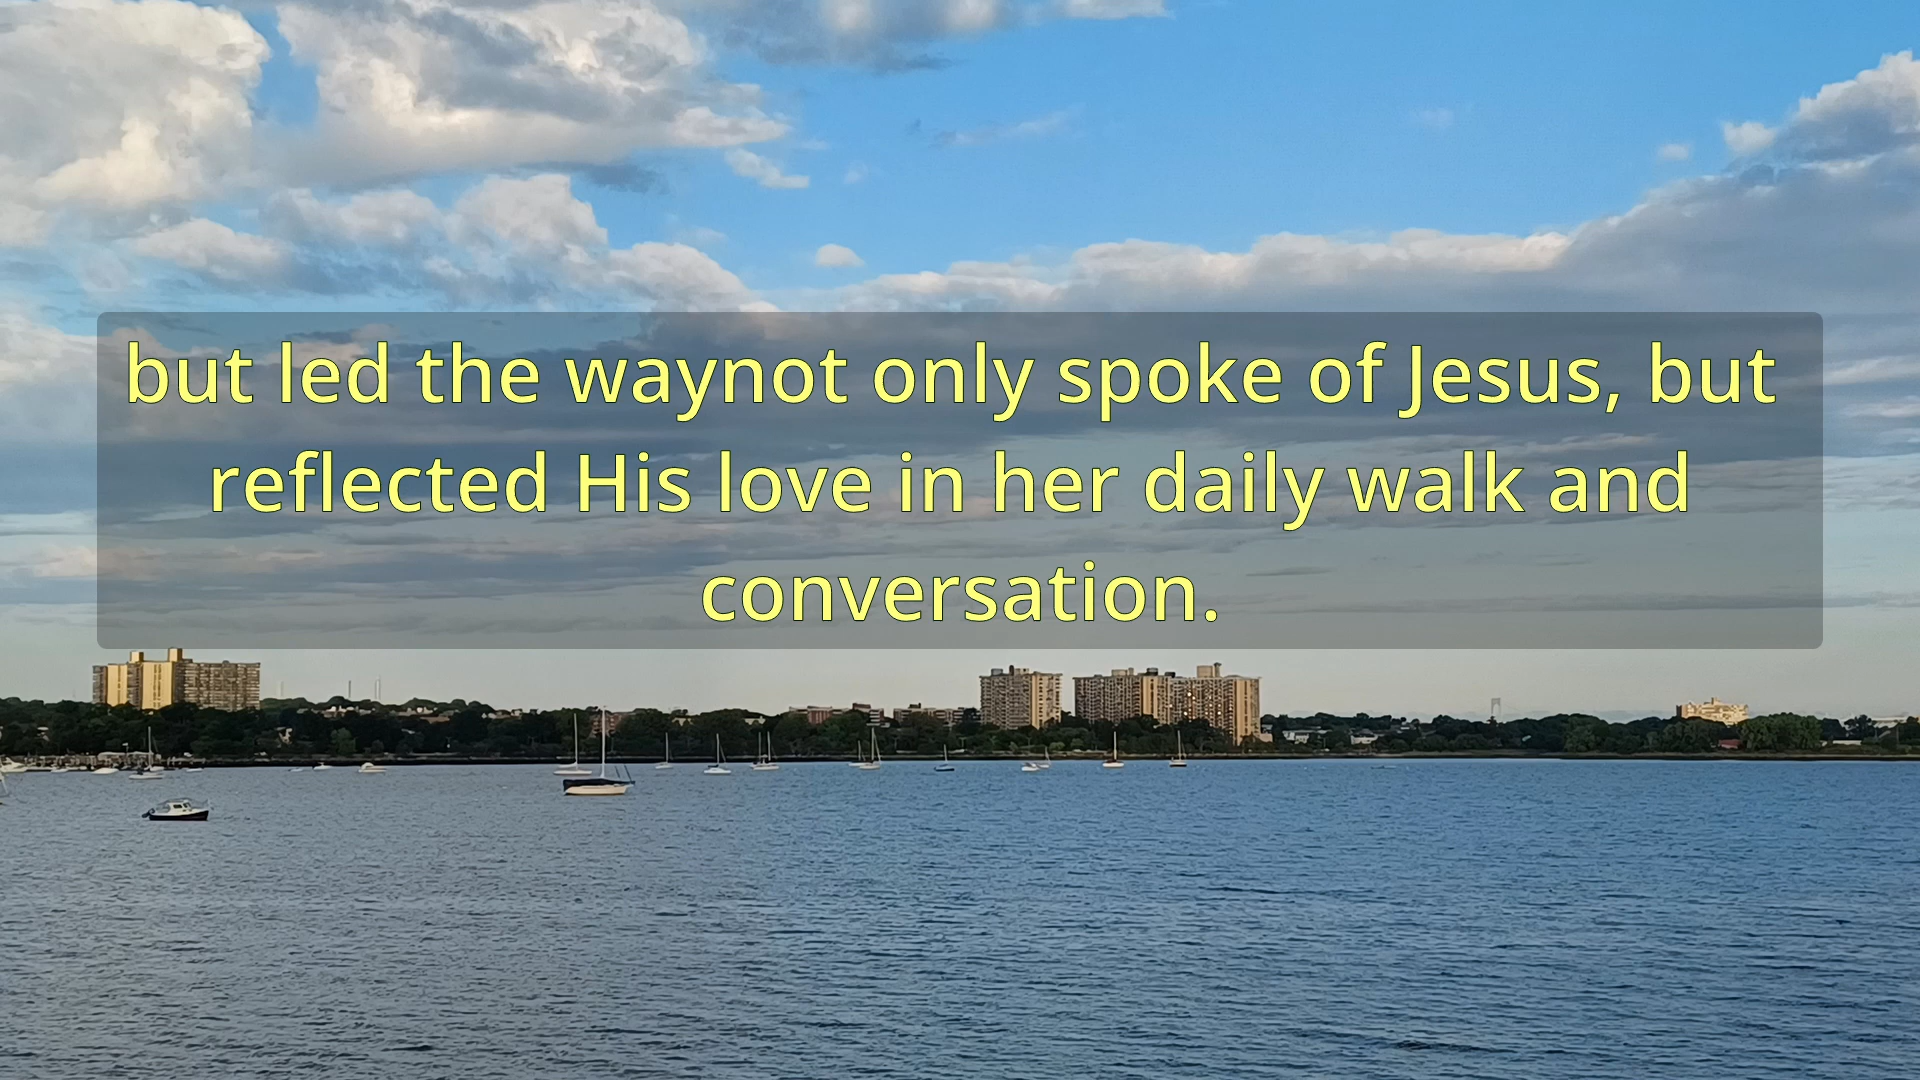 but led the waynot only spoke of Jesus, but
reflected His love in her daily walk and
conversation.